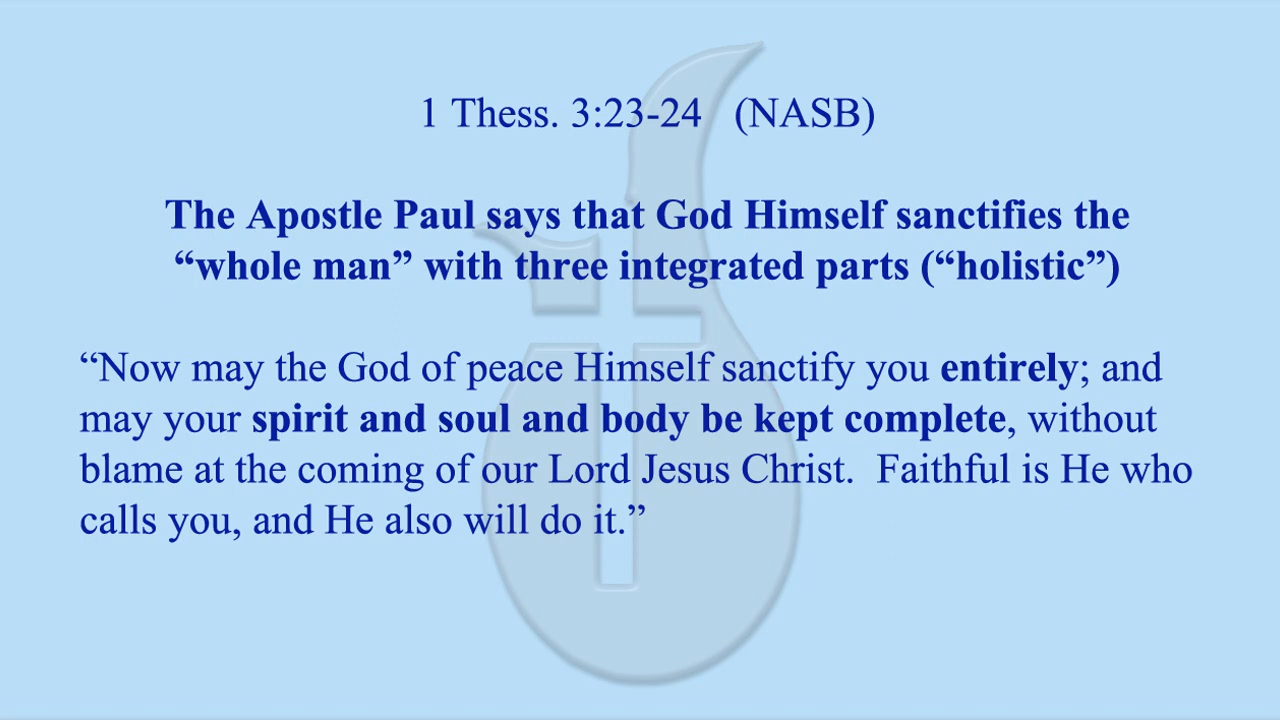 1 Thess. 3:23-24 (NASB)
The Apostle Paul says that God Himself sanctifies the
“whole man” with three integrated parts (“holistic”)
“Now may the God of peace Himself sanctify you entirely; and
may your spirit and soul and body be kept complete, without
blame at the coming of our Lord Jesus Christ.  Faithful is He who
calls you, and He also will do it.”